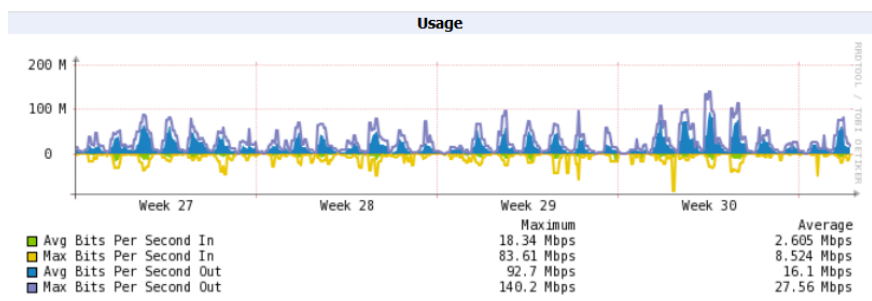 Usage
200 M
100 M
0
RRDTOOL / TOBI OETIKER
Week 27 Week 28 Week 29 Week 30
Maximum Average
Avg Bits Per Second In 18.34 Mbps 2.605 Mbps
Max Bits Per Second In 83.61 Mbps 8.524 Mbps
Avg Bits Per Second Out 92.7 Mbps 16.1 Mbps
Max Bits Per Second Out 140.2 Mbps 27.56 Mbps